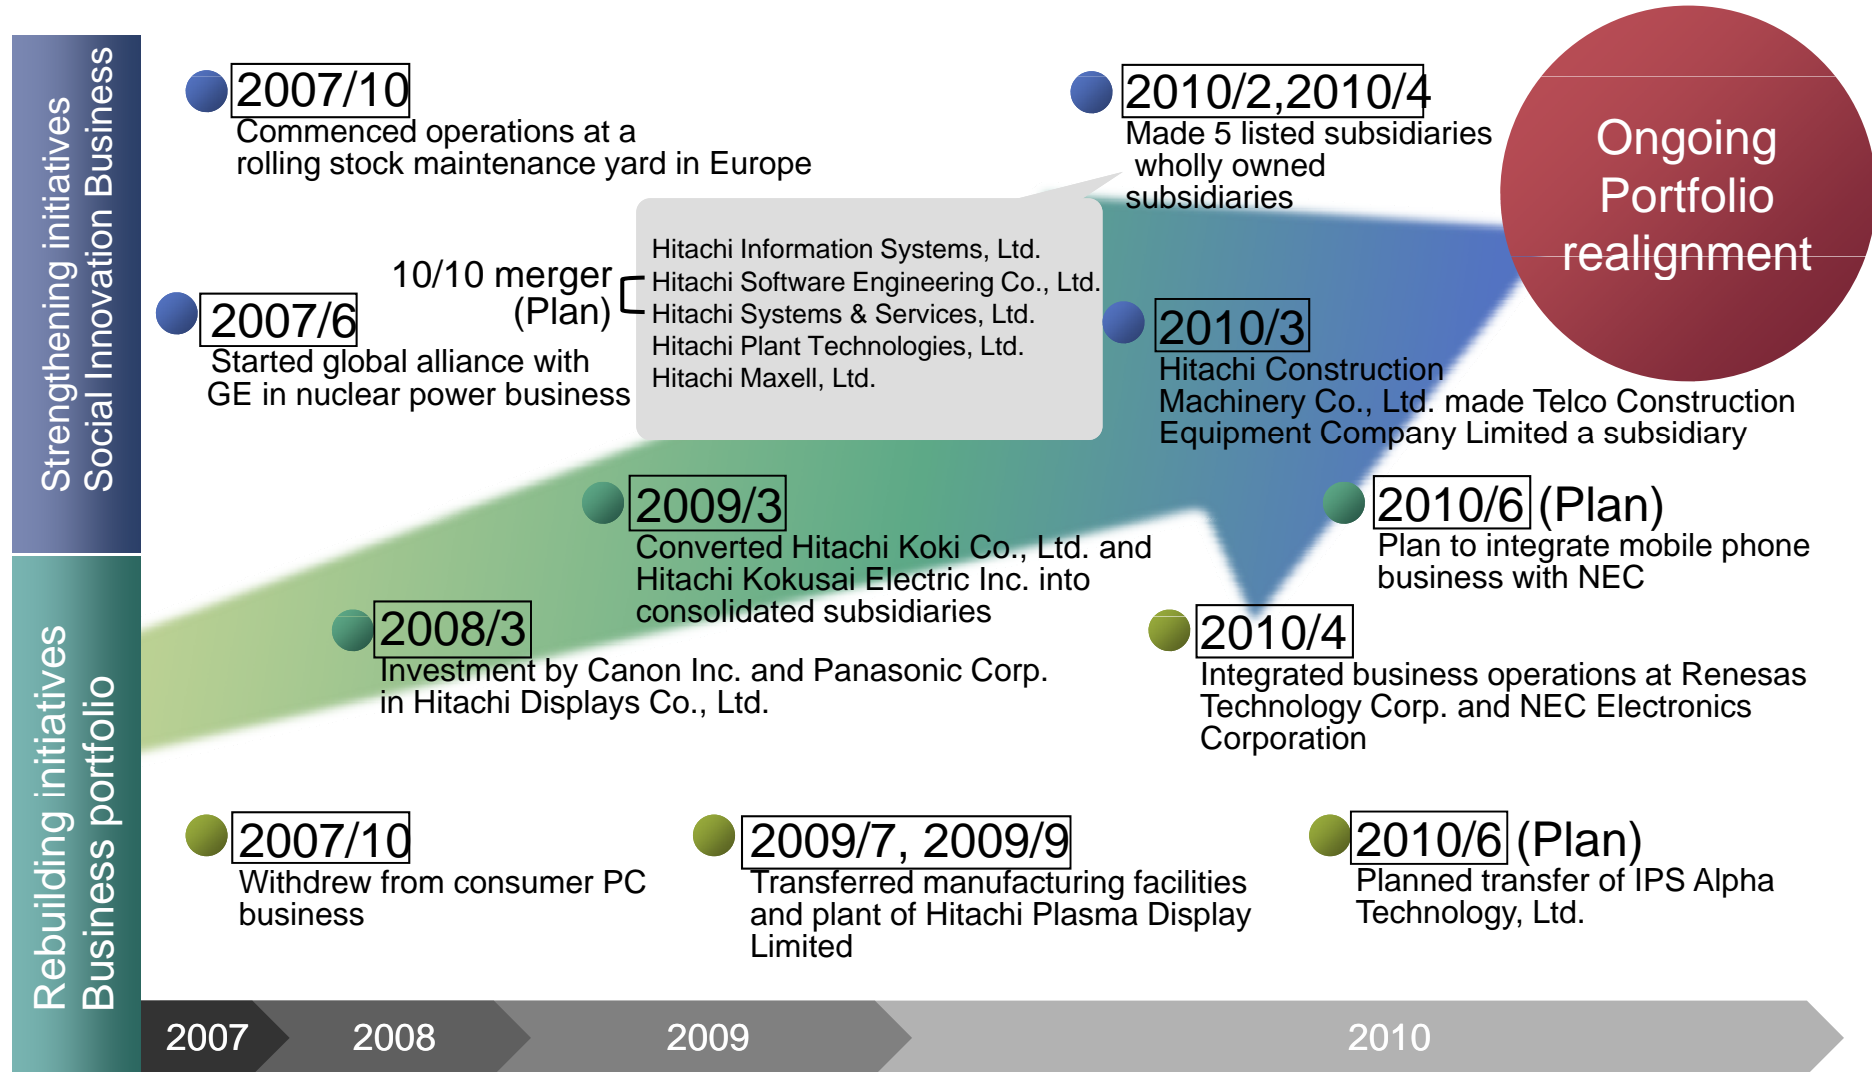 Strengthening initiatives
Social Innovation Business
2007/10
Commenced operations at a
rolling stock maintenance yard in Europe
2010/2,2010/4
Made 5 listed subsidiaries
wholly owned
subsidiaries
Ongoing
Portfolio
realignment
10/10 merger
(Plan)
Hitachi Information Systems, Ltd.
Hitachi Software Engineering Co., Ltd.
Hitachi Systems & Services, Ltd.
Hitachi Plant Technologies, Ltd.
Hitachi Maxell, Ltd.
2007/6
Started global alliance with
GE in nuclear power business
2010/3
Hitachi Construction
Machinery Co., Ltd. made Telco Construction
Equipment Company Limited a subsidiary
Rebuilding initiatives
Business portfolio
2009/3
Converted Hitachi Koki Co., Ltd. and
Hitachi Kokusai Electric Inc. into
consolidated subsidiaries
2010/6 (Plan)
Plan to integrate mobile phone
business with NEC
2008/3
Investment by Canon Inc. and Panasonic Corp.
in Hitachi Displays Co., Ltd.
2010/4
Integrated business operations at Renesas
Technology Corp. and NEC Electronics
Corporation
2007/10
Withdrew from consumer PC
business
2009/7, 2009/9
Transferred manufacturing facilities
and plant of Hitachi Plasma Display
Limited
2010/6 (Plan)
Planned transfer of IPS Alpha
Technology, Ltd.
2007
2008
2009
2010